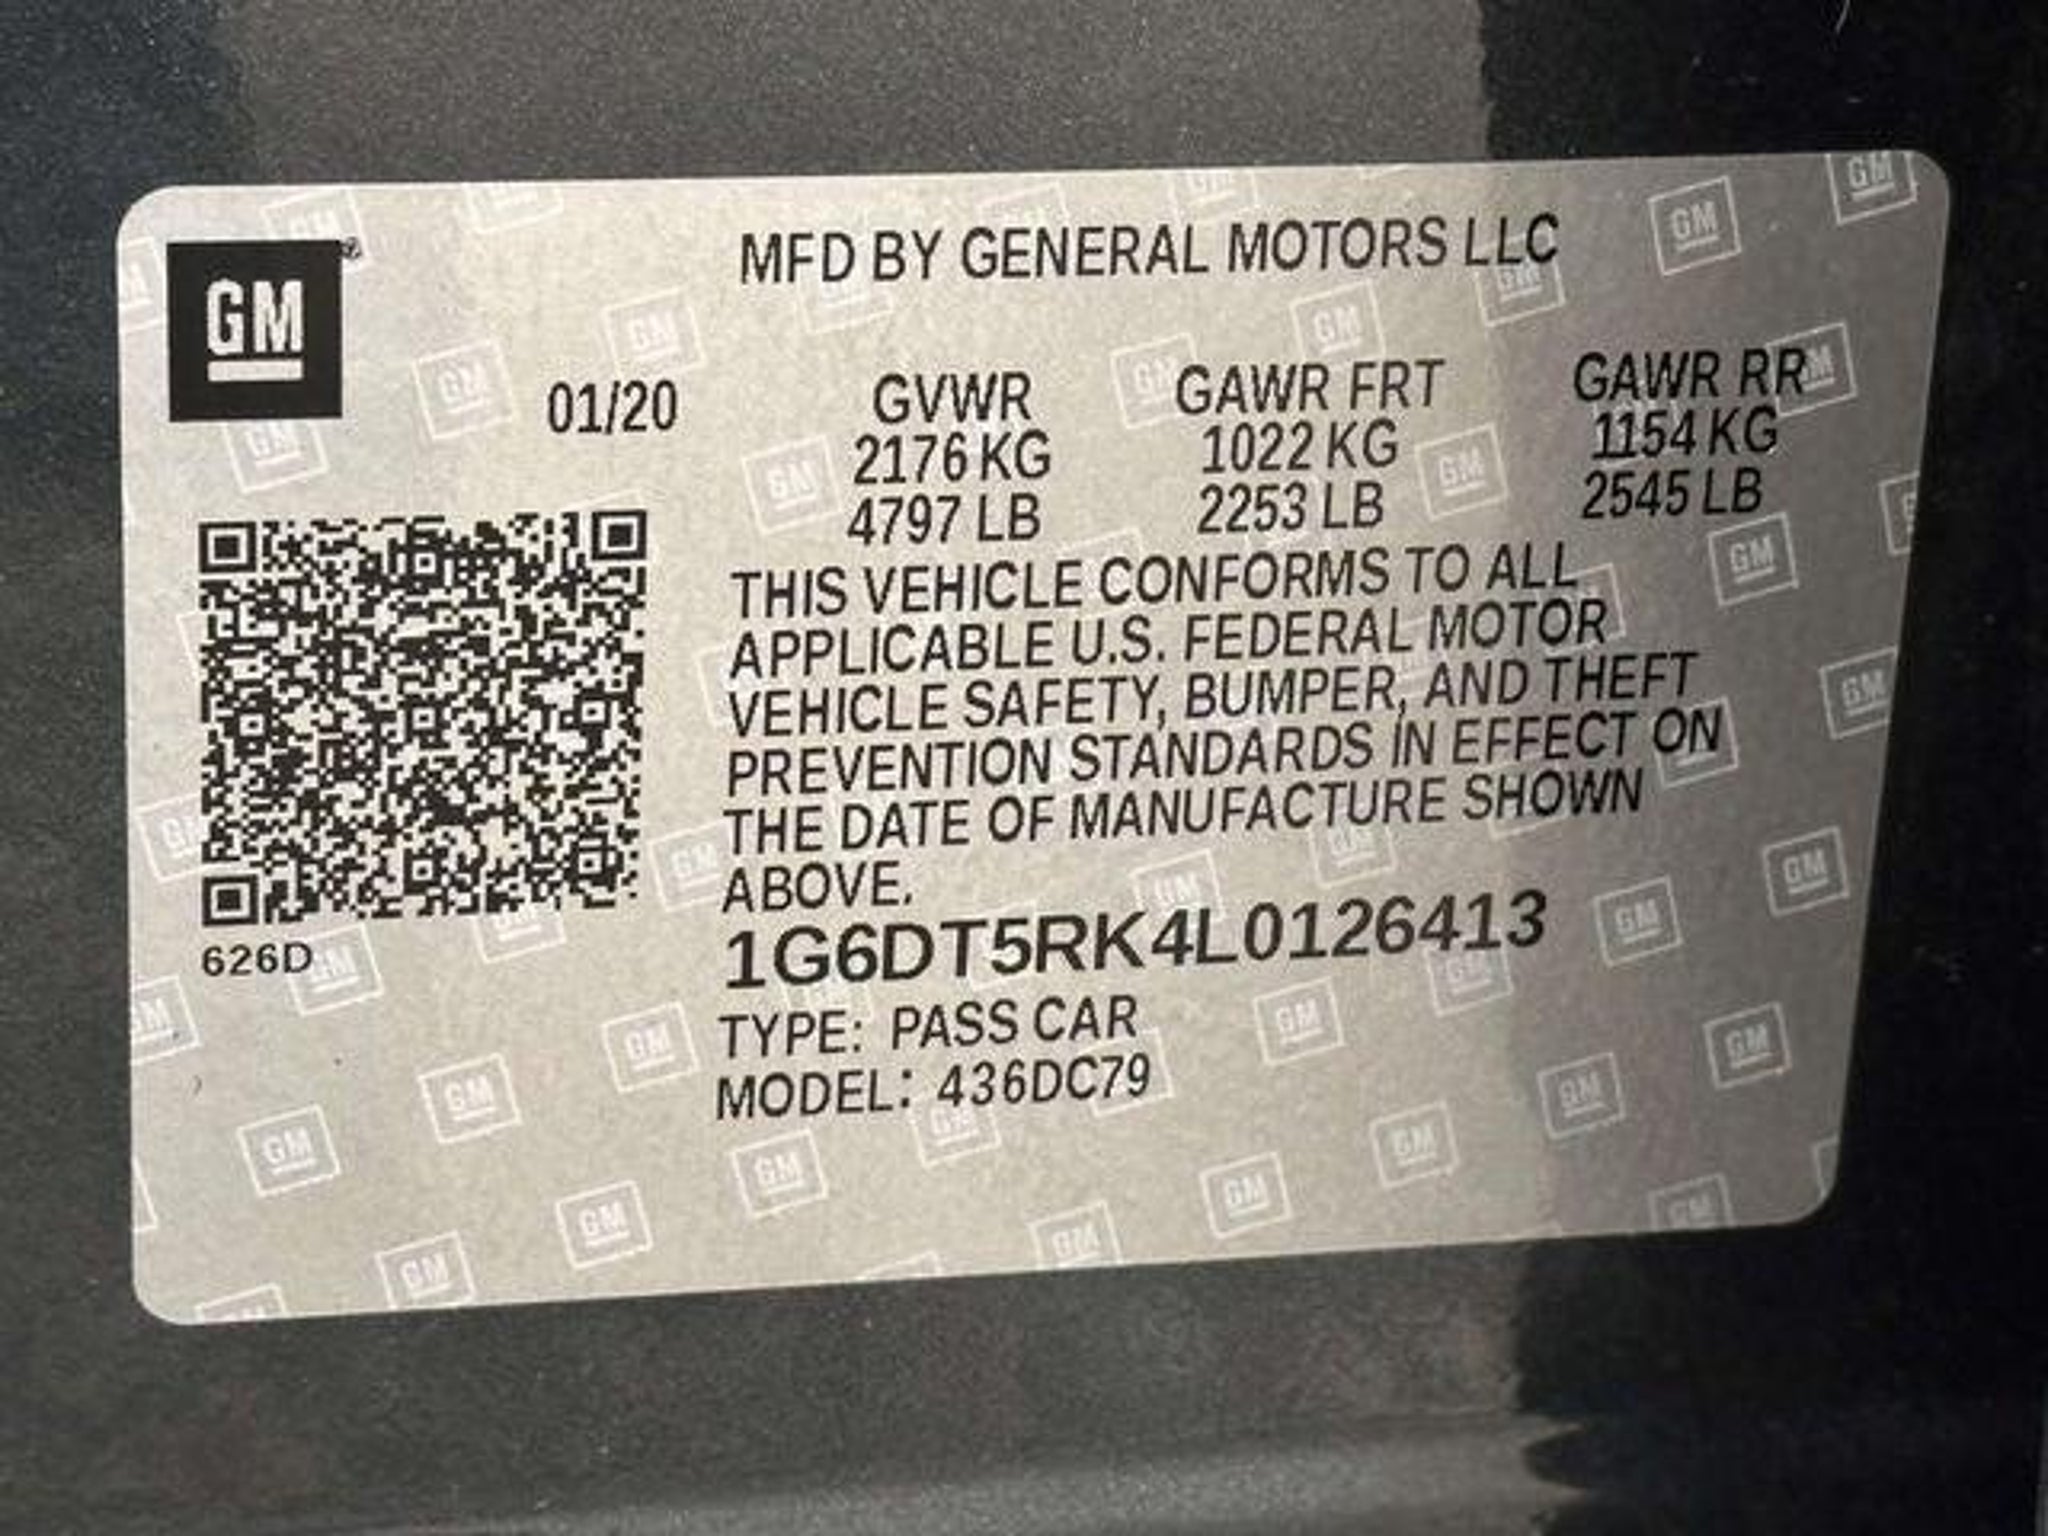 GM®
MFD BY GENERAL MOTORS LLC
01/20
GVWR GAWR FRT GAWR RR
2176 KG 1022 KG 1154 KG
4797 LB 2253 LB 2545 LB
THIS VEHICLE CONFORMS TO ALL
APPLICABLE U.S. FEDERAL MOTOR
VEHICLE SAFETY, BUMPER, AND THEFT
PREVENTION STANDARDS IN EFFECT ON
THE DATE OF MANUFACTURE SHOWN
ABOVE.
626D
1G6DT5RK4L0126413
TYPE: PASS CAR
MODEL: 436DC79